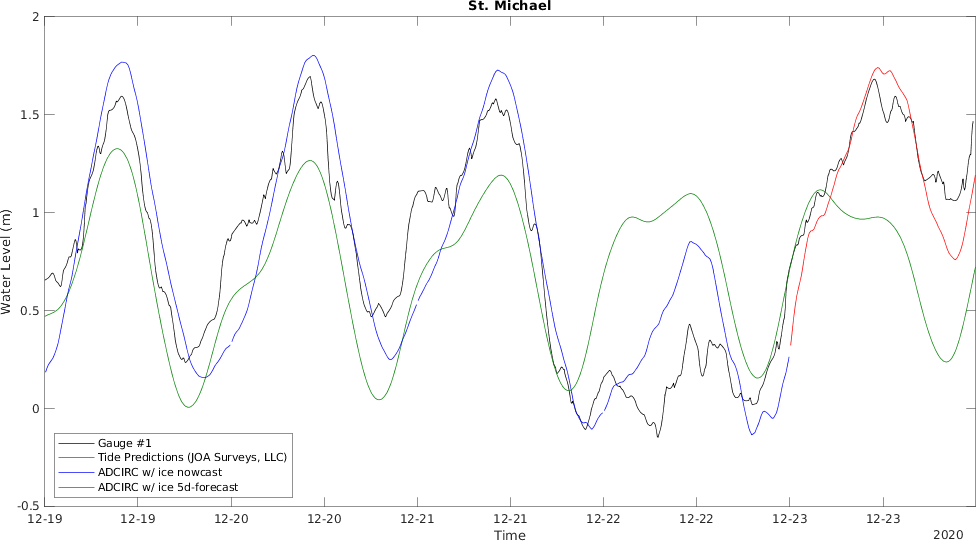 St. Michael
2
1.5
1
0.5
0
-0.5
Water Level (m)
Gauge #1
Tide Predictions (JOA Surveys, LLC)
ADCIRC w/ ice nowcast
ADCIRC w/ ice 5d-forecast
12-19 12-19 12-20 12-20 12-21 12-21 12-22 12-22 12-23 12-23
Time
2020